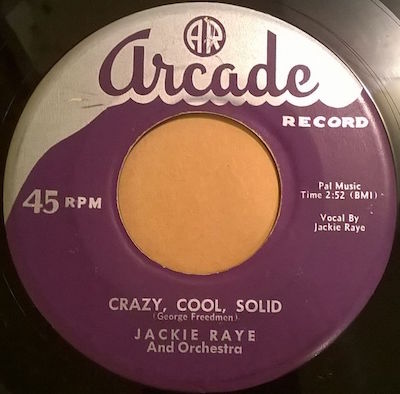 AR
Arcade
RECORD
45 RPM
Pal Music
Time 2:52 (BMI)
Vocal By
Jackie Raye
CRAZY, COOL, SOLID
(George Freedmen)
JACKIE RAYE
And Orchestra